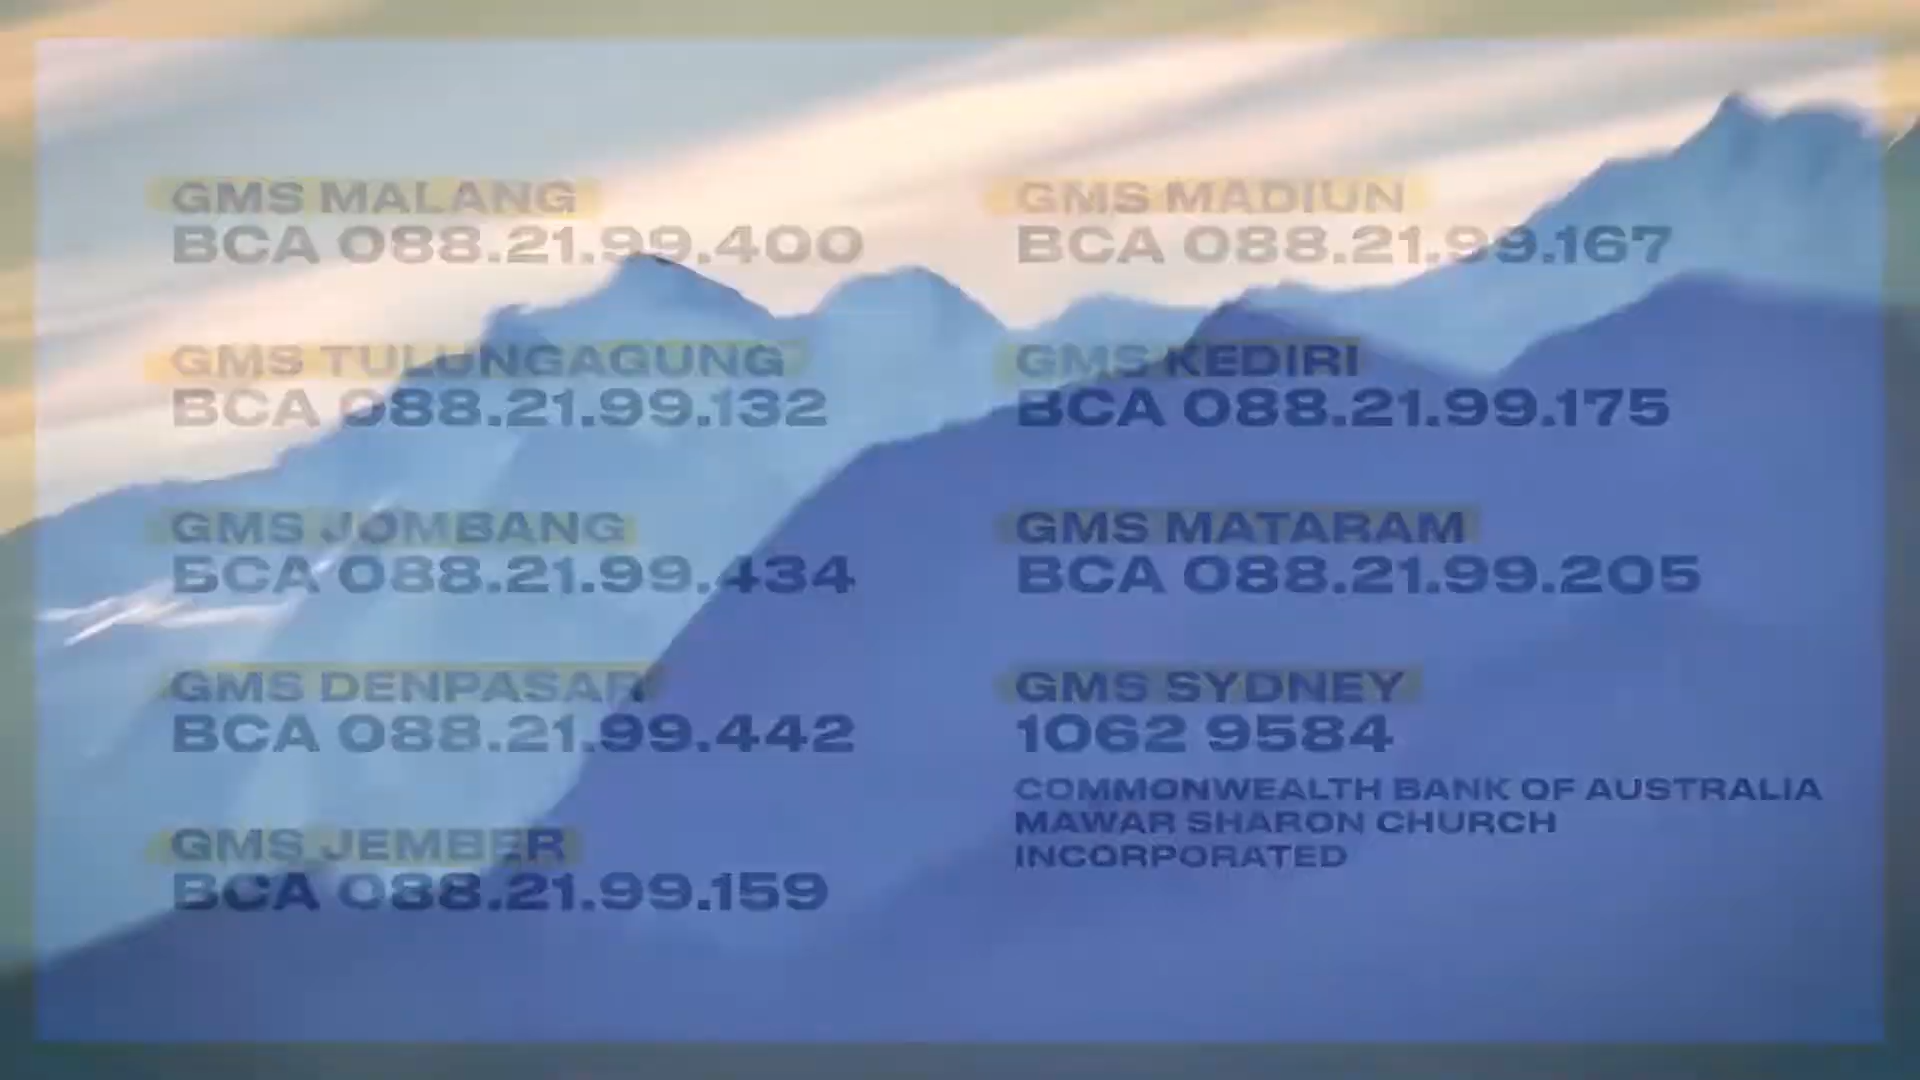 GMS MALANG
BCA 088.21.99.400
GMS TULUNGAGUNG
BCA 088.21.99.132
GMS JOMBANG
BCA 088.21.99.434
GMS DENPASAR
BCA 088.21.99.442
GMS JEMBER
BCA 088.21.99.159
GMS MADIUN
BCA 088.21.99.167
GMS KEDIRI
BCA 088.21.99.175
GMS MATARAM
BCA 088.21.99.205
GMS SYDNEY
1062 9584
COMMONWEALTH BANK OF AUSTRALIA
MAWAR SHARON CHURCH
INCORPORATED